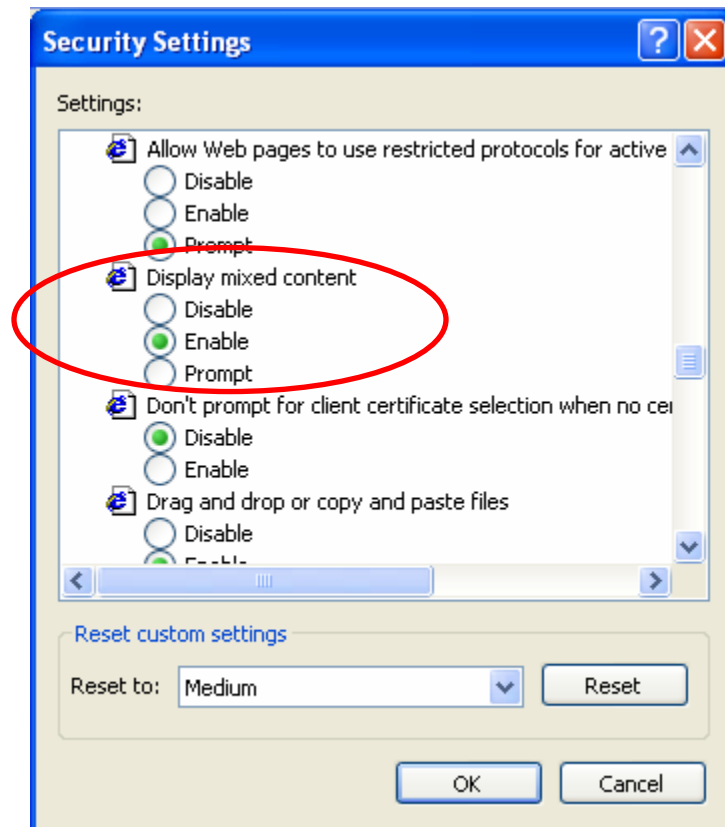 Security Settings
Settings:
Allow Web pages to use restricted protocols for active
Disable
Enable
Prompt
Display mixed content
Disable
Enable
Prompt
Don't prompt for client certificate selection when no cer
Disable
Enable
Drag and drop or copy and paste files
Disable
Enable
Reset custom settings
Reset to: Medium Reset
OK Cancel